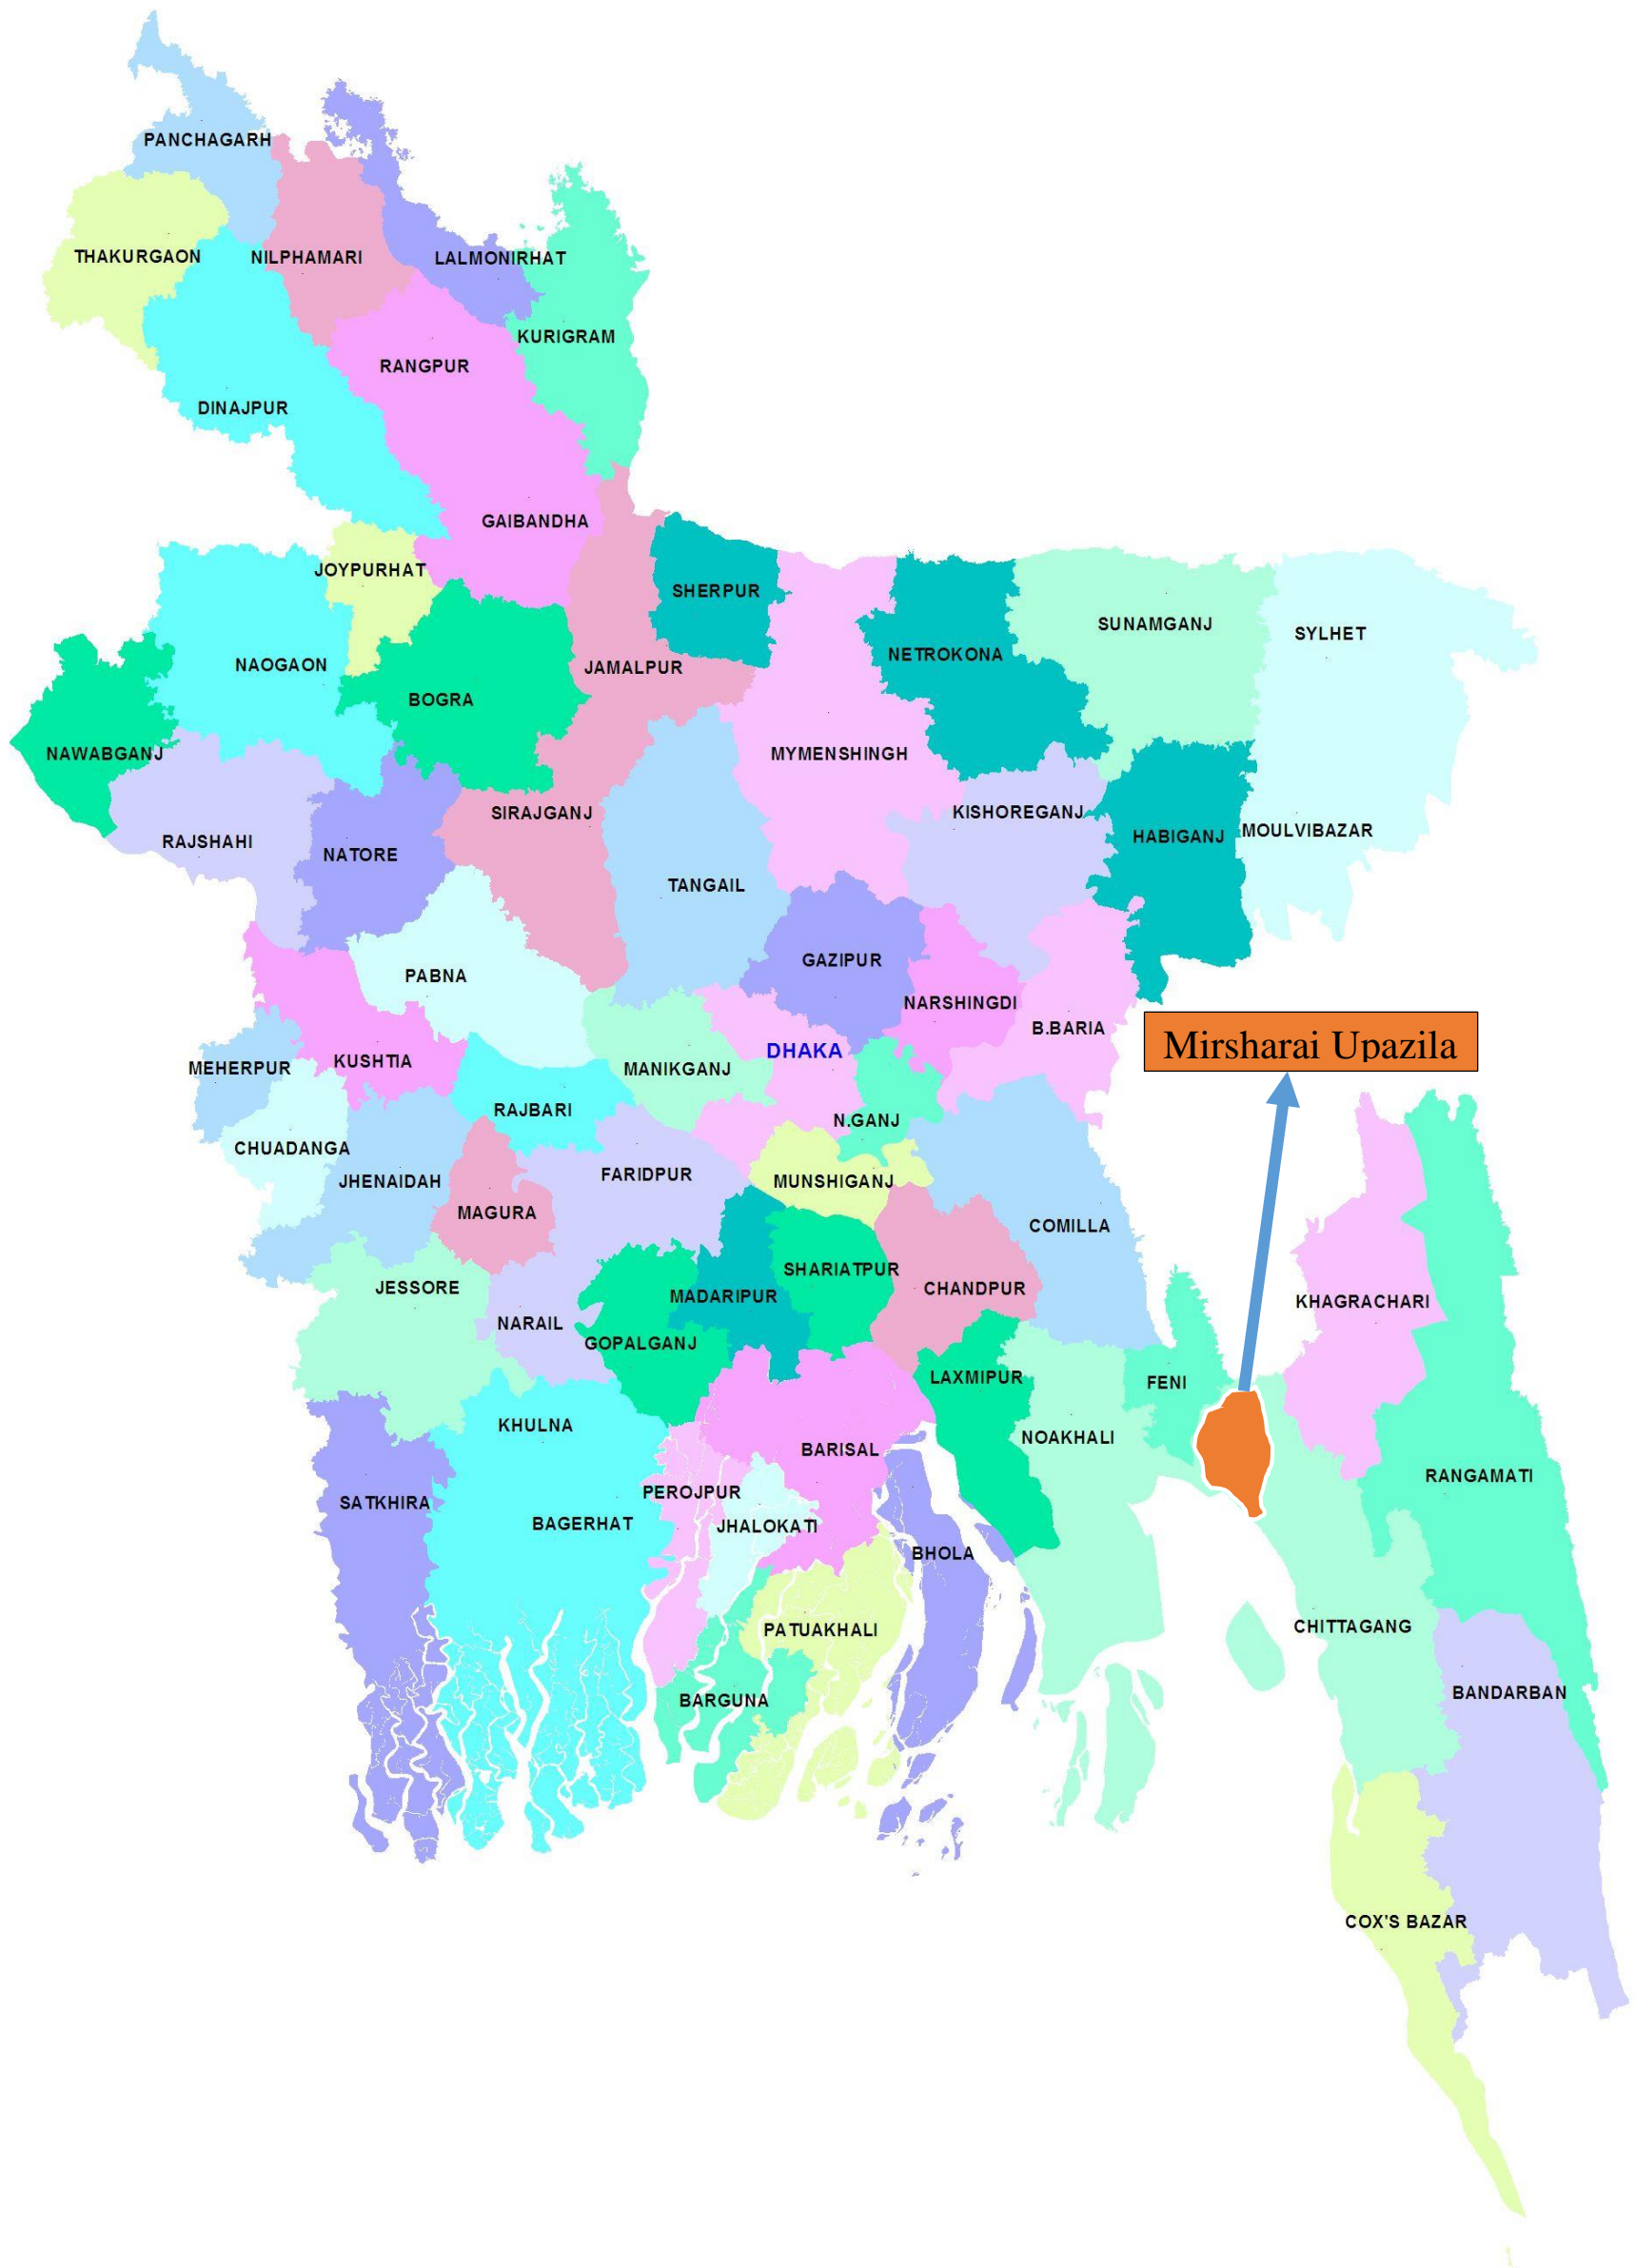 PANCHAGARH
THAKURGAON
NILPHAMARI
LALMONIRHAT
KURIGRAM
RANGPUR
DINAJPUR
GAIBANDHA
JOYPURHAT
SHERPUR
SUNAMGANJ
SYLHET
NETROKONA
NAOGAON
JAMALPUR
BOGRA
NAWABGANJ
MYMENSHINGH
SIRAJGANJ
KISHOREGANJ
RAJSHAHI
NATORE
HABIGANJ
MOULVIBAZAR
TANGAIL
GAZIPUR
PABNA
NARSHINGDI
B.BARIA
Mirsharai Upazila
DHAKA
MEHERPUR
KUSHTIA
MANIKGANJ
RAJBARI
N.GANJ
CHUADANGA
JHENAIDAH
FARIDPUR
MUNSHIGANJ
MAGURA
COMILLA
SHARIATPUR
JESSORE
MADARIPUR
CHANDPUR
KHAGRACHARI
NARAIL
GOPALGANJ
LAXMIPUR
FENI
KHULNA
NOAKHALI
BARISAL
RANGAMATI
PEROJPUR
SATKHIRA
BAGERHAT
JHALOKATI
BHOLA
PATUAKHALI
CHITTAGANG
BARGUNA
BANDARBAN
COX'S BAZAR